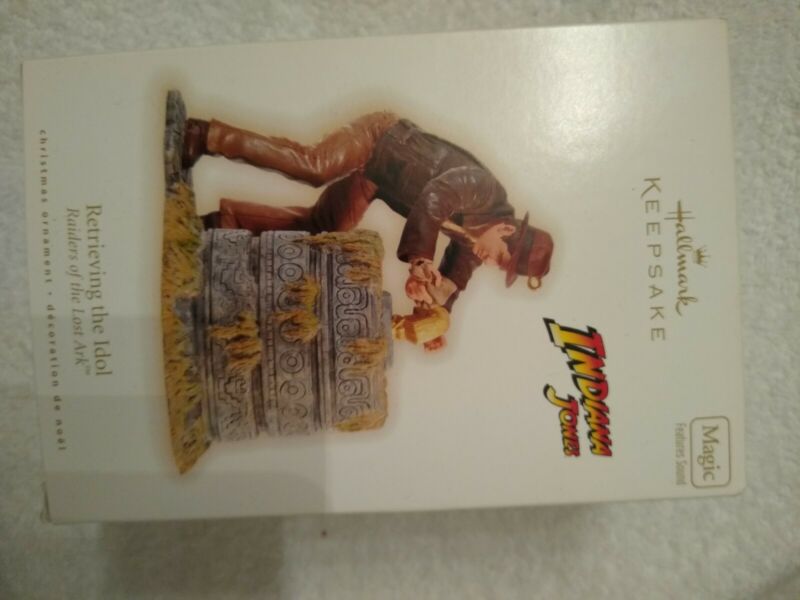 Hallmark
KEEPSAKE
Magic
Features Sound
INDIANA
JONES
Retrieving the Idol
Raiders of the Lost Ark™
christmas ornament • décoration de noël